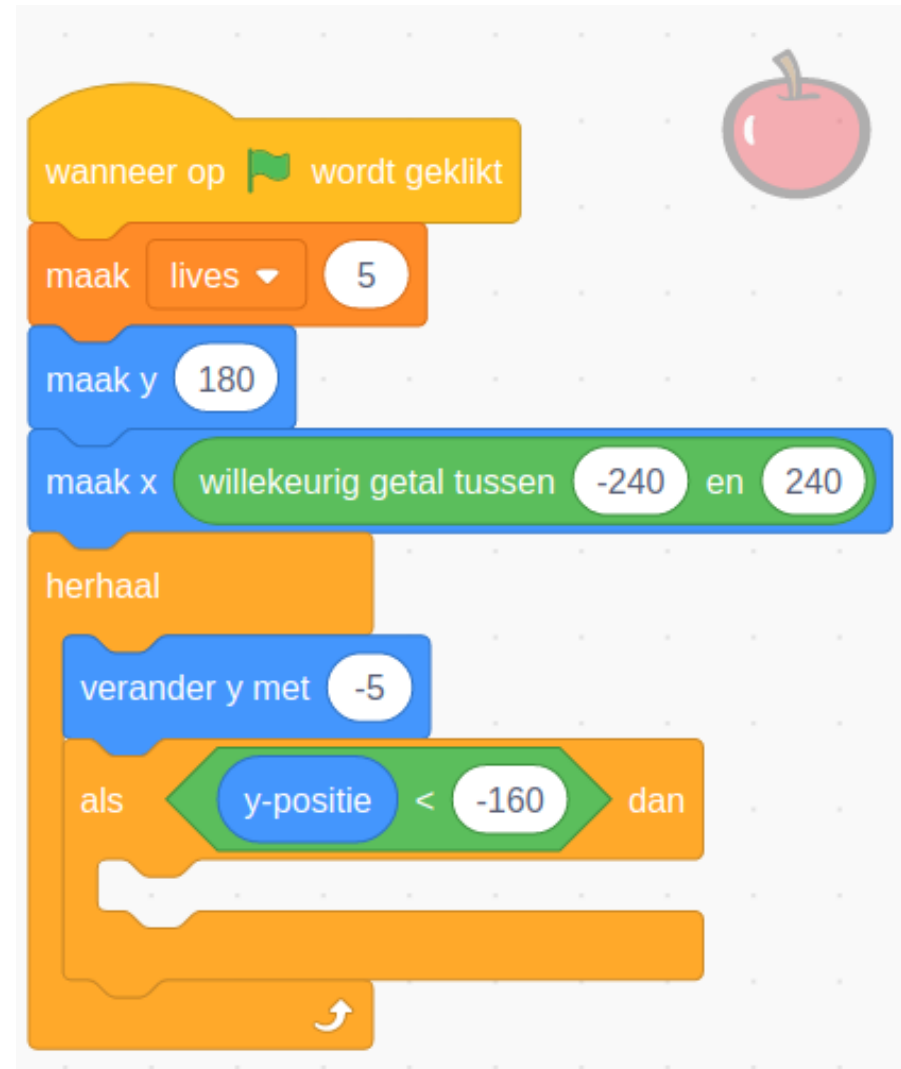 wanneer op wordt geklikt
maak lives 5
maak y 180
maak x willekeurig getal tussen -240 en 240
herhaal
verander y met -5
als y-positie < -160 dan